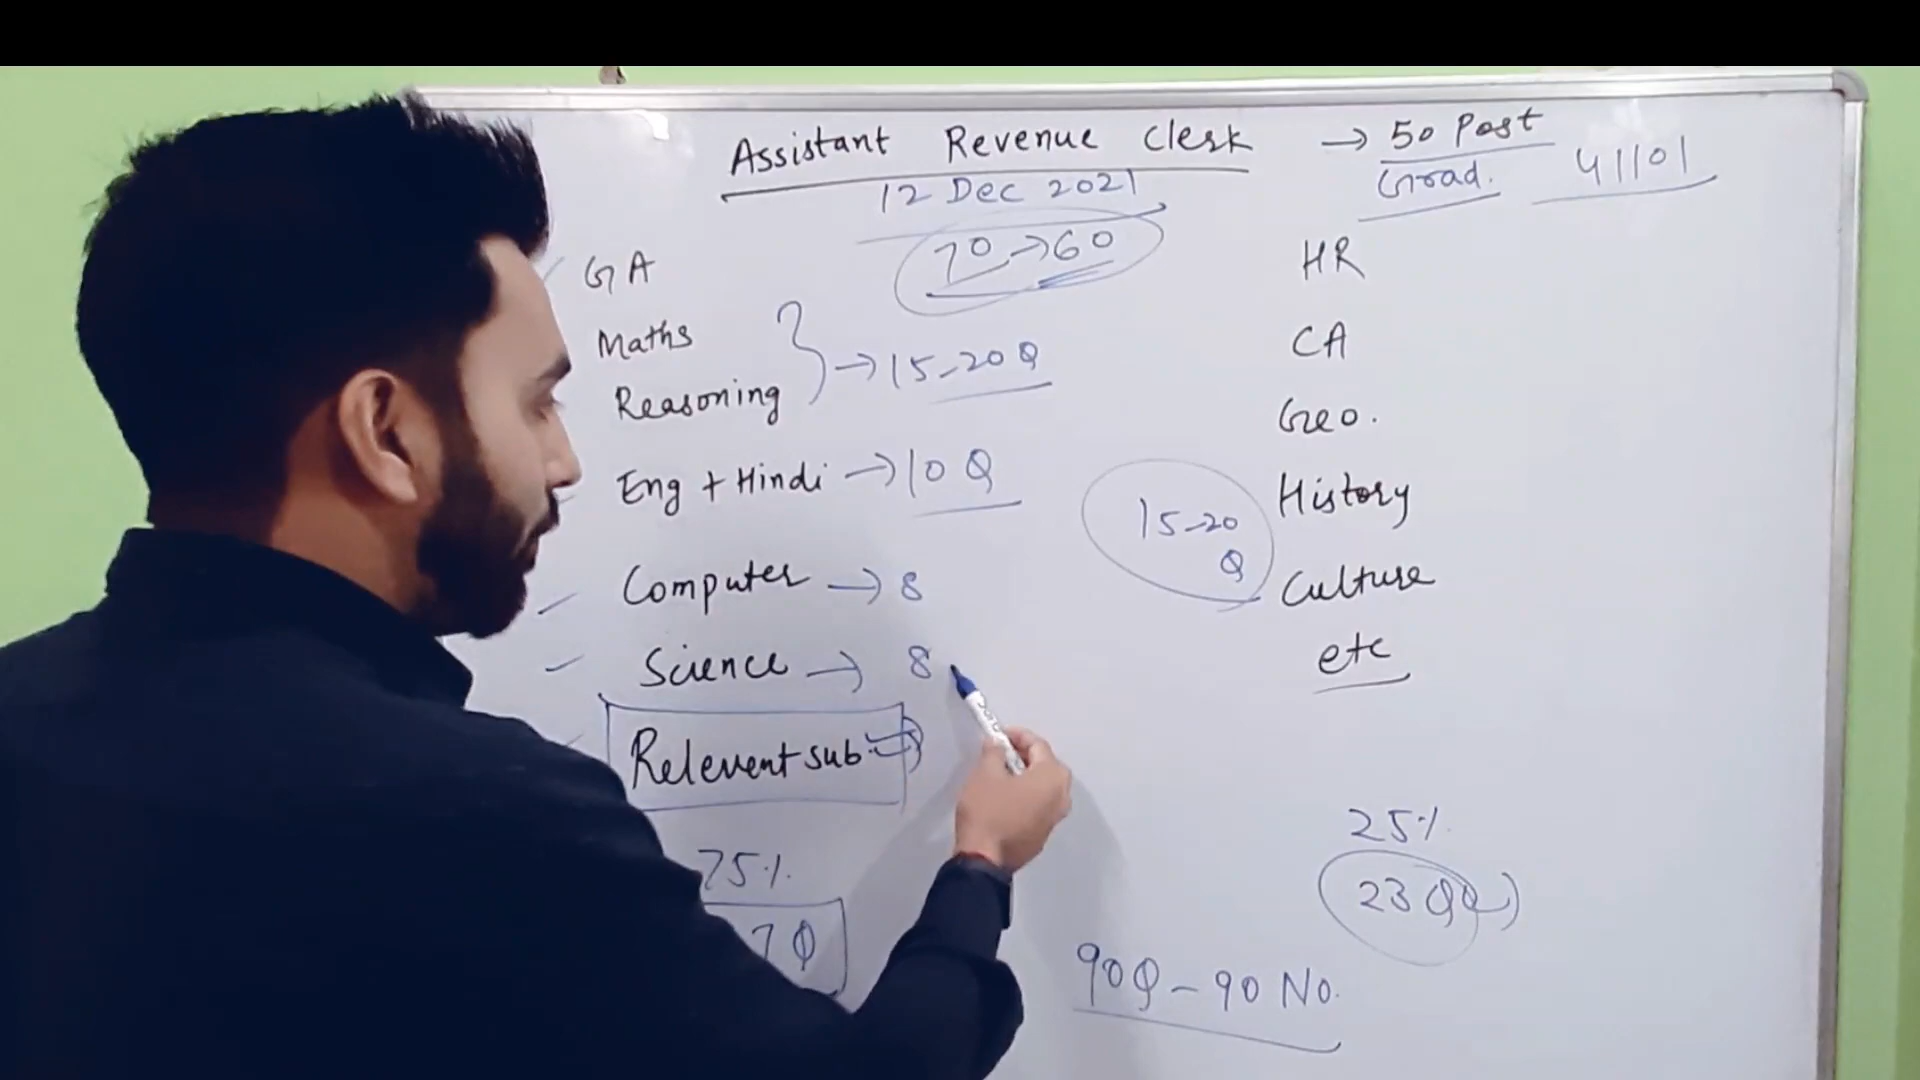 Assistant Revenue Clerk → 50 Post
12 Dec 2021
Grad.
41101
70 → 60
GA
Maths
Reasoning } → 15-20 Q
Eng + Hindi → 10 Q
Computer → 8
Science → 8
Relevent sub.
75%
7 Q
HR
CA
Geo.
History
Culture
etc
15-20
Q
25%
23 Q
90Q - 90 No.